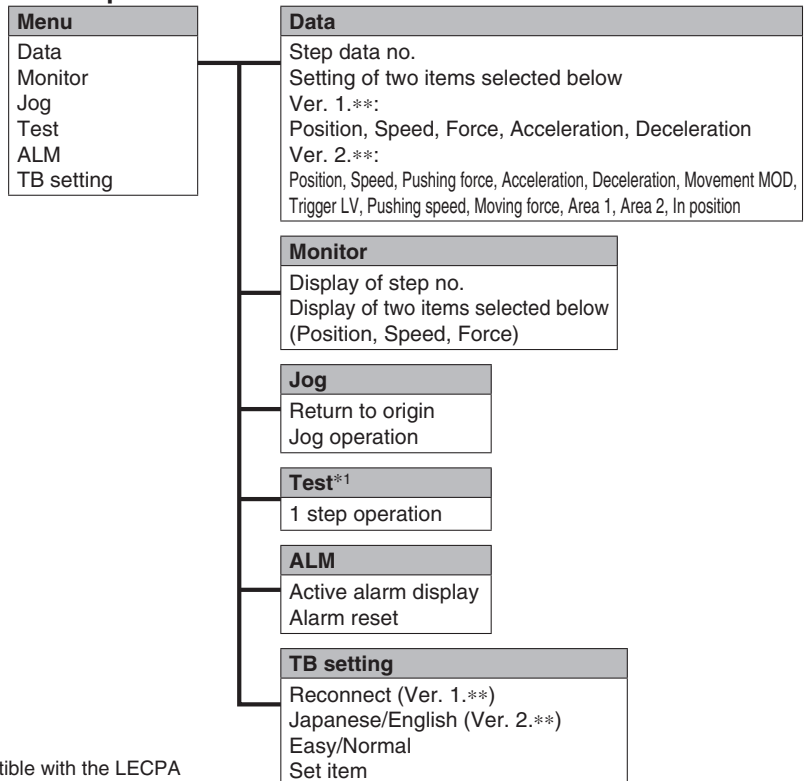 Menu
Data
Monitor
Jog
Test
ALM
TB setting
Data
Step data no.
Setting of two items selected below
Ver. 1.**:
Position, Speed, Force, Acceleration, Deceleration
Ver. 2.**:
Position, Speed, Pushing force, Acceleration, Deceleration, Movement MOD,
Trigger LV, Pushing speed, Moving force, Area 1, Area 2, In position
Monitor
Display of step no.
Display of two items selected below
(Position, Speed, Force)
Jog
Return to origin
Jog operation
Test*1
1 step operation
ALM
Active alarm display
Alarm reset
TB setting
Reconnect (Ver. 1.**)
Japanese/English (Ver. 2.**)
Easy/Normal
Set item
with the LECPA